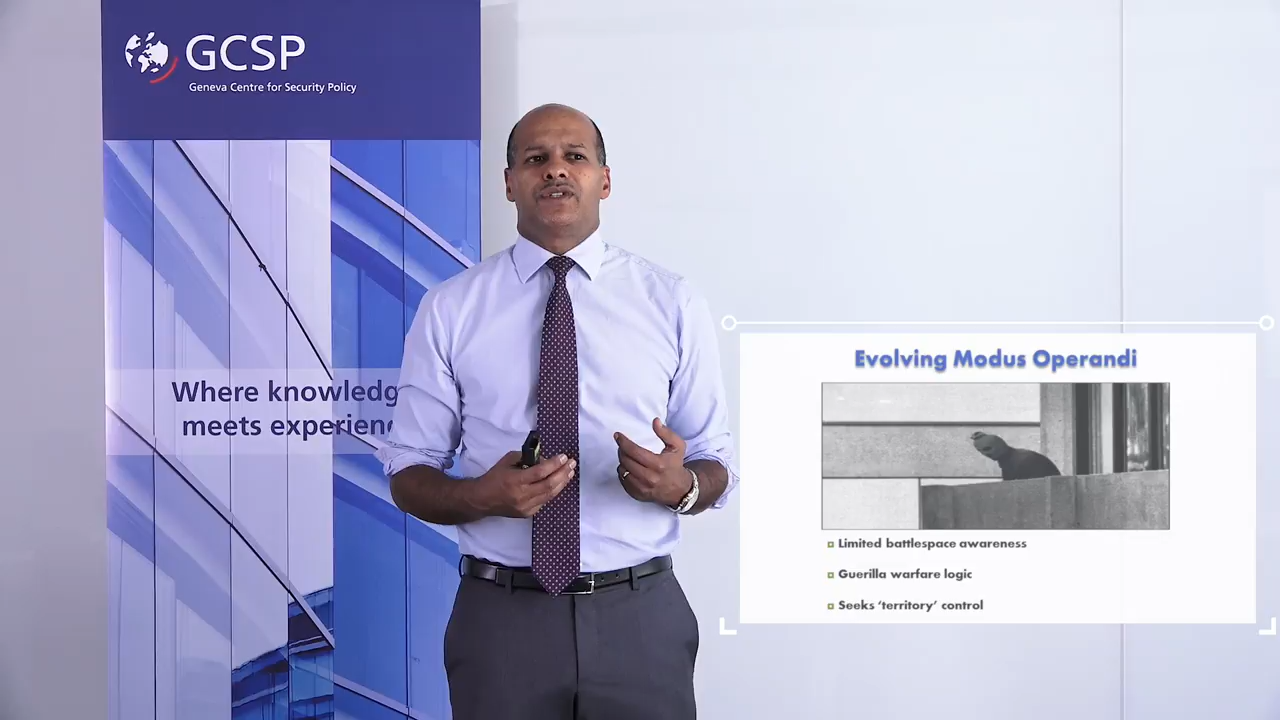 GCSP
Geneva Centre for Security Policy
Where knowledg
meets experienc
Evolving Modus Operandi
Limited battlespace awareness
Guerilla warfare logic
Seeks ‘territory’ control